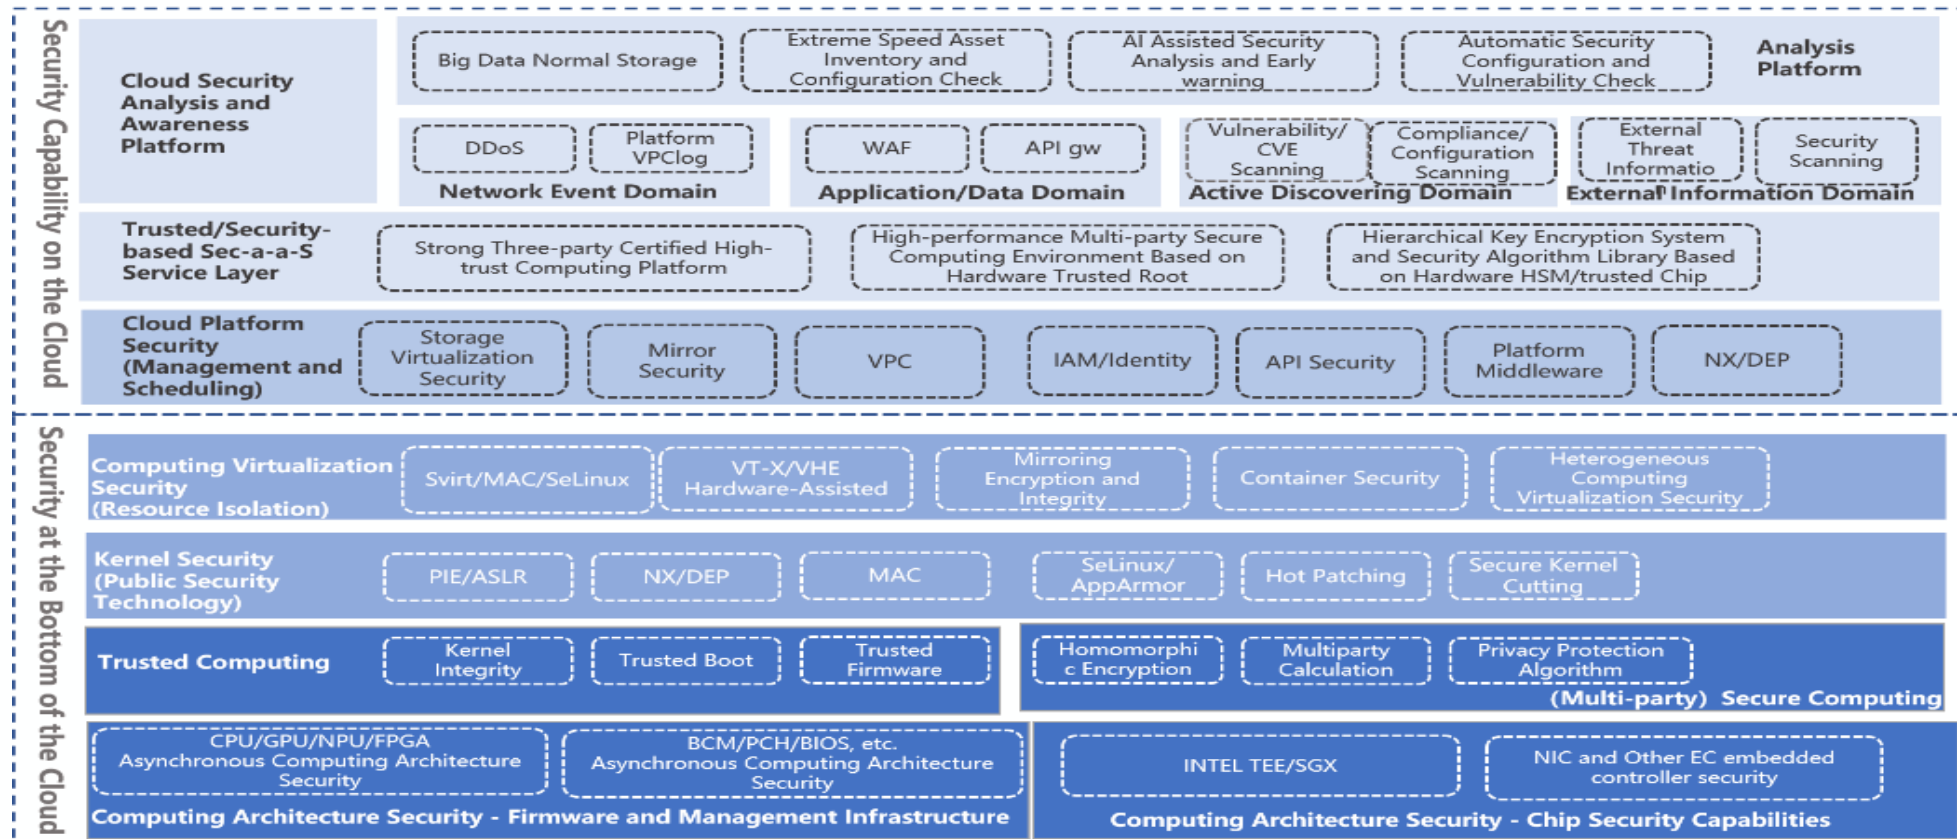 Security Capability on the Cloud
Cloud Security
Analysis and
Awareness
Platform
Big Data Normal Storage
Extreme Speed Asset
Inventory and
Configuration Check
AI Assisted Security
Analysis and Early
warning
Automatic Security
Configuration and
Vulnerability Check
Analysis
Platform
DDoS
Platform
VPClog
Network Event Domain
WAF
API gw
Application/Data Domain
Vulnerability/
CVE
Scanning
Compliance/
Configuration
Scanning
Active Discovering Domain
External
Threat
Informatio
n
Security
Scanning
External Information Domain
Trusted/Security-
based Sec-a-a-S
Service Layer
Strong Three-party Certified High-
trust Computing Platform
High-performance Multi-party Secure
Computing Environment Based on
Hardware Trusted Root
Hierarchical Key Encryption System
and Security Algorithm Library Based
on Hardware HSM/trusted Chip
Cloud Platform
Security
(Management and
Scheduling)
Storage
Virtualization
Security
Mirror
Security
VPC
IAM/Identity
API Security
Platform
Middleware
NX/DEP
Security at the Bottom of the Cloud
Computing Virtualization
Security
(Resource Isolation)
Svirt/MAC/SeLinux
VT-X/VHE
Hardware-Assisted
Mirroring
Encryption and
Integrity
Container Security
Heterogeneous
Computing
Virtualization Security
Kernel Security
(Public Security
Technology)
PIE/ASLR
NX/DEP
MAC
SeLinux/
AppArmor
Hot Patching
Secure Kernel
Cutting
Trusted Computing
Kernel
Integrity
Trusted Boot
Trusted
Firmware
Homomorphi
c Encryption
Multiparty
Calculation
Privacy Protection
Algorithm
(Multi-party) Secure Computing
CPU/GPU/NPU/FPGA
Asynchronous Computing Architecture
Security
BCM/PCH/BIOS, etc.
Asynchronous Computing Architecture
Security
Computing Architecture Security - Firmware and Management Infrastructure
INTEL TEE/SGX
NIC and Other EC embedded
controller security
Computing Architecture Security - Chip Security Capabilities